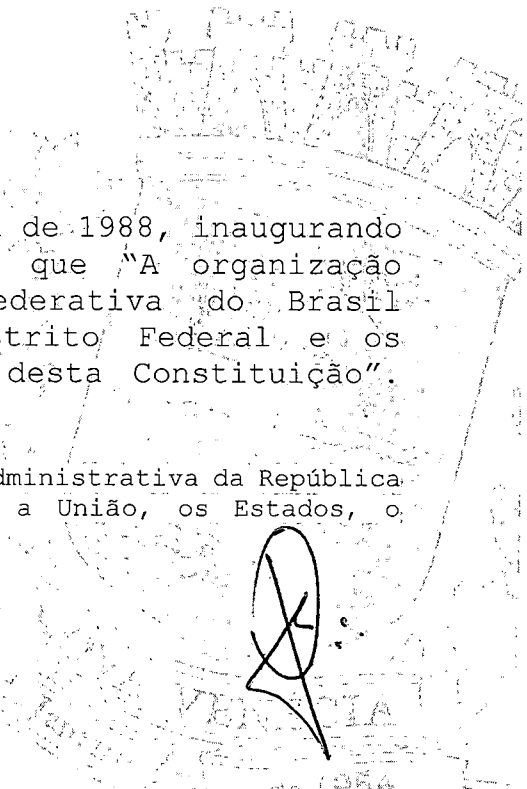 de 1988, inaugurando
que "A organização
ederativa do Brasil
trito Federal e os
desta Constituição".
dministrativa da República
a União, os Estados, o